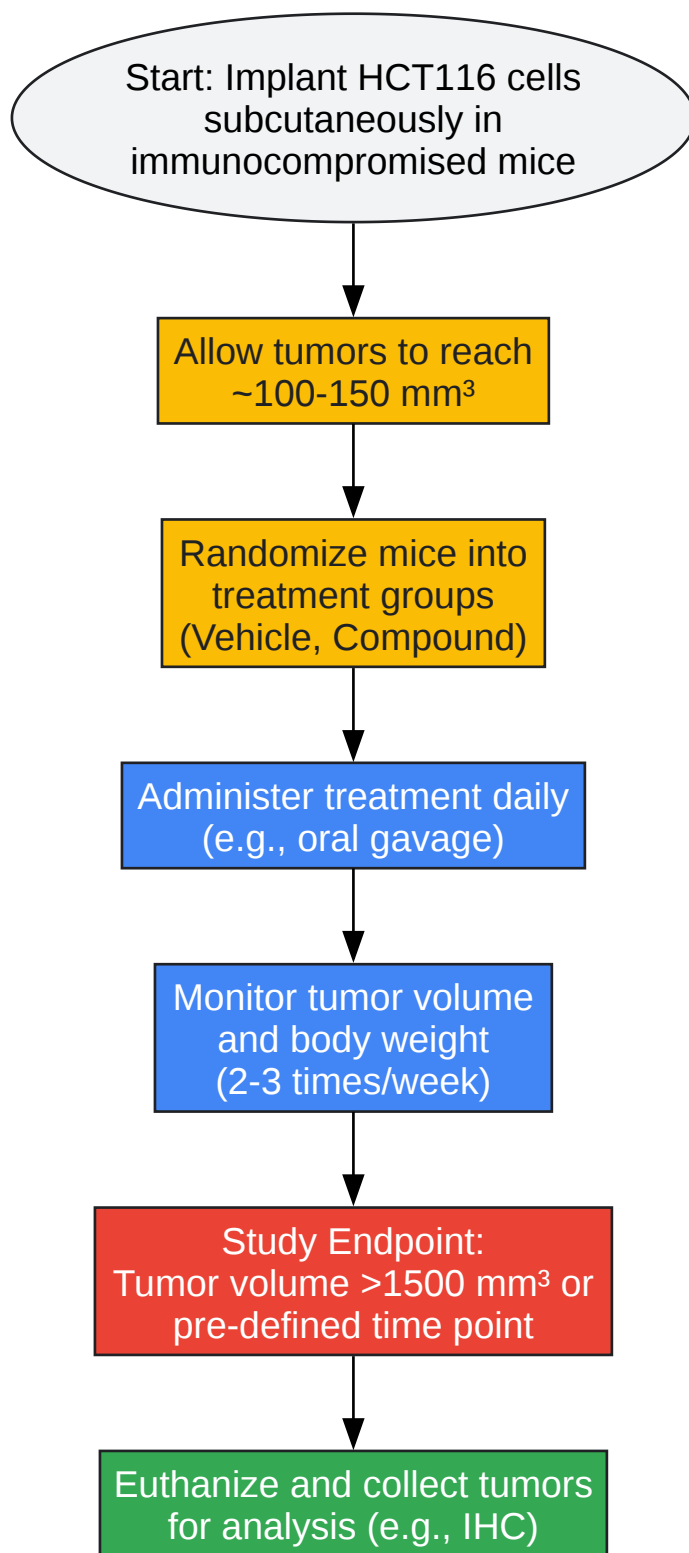 Start: Implant HCT116 cells
subcutaneously in
immunocompromised mice
Allow tumors to reach
~100-150 mm³
Randomize mice into
treatment groups
(Vehicle, Compound)
Administer treatment daily
(e.g., oral gavage)
Monitor tumor volume
and body weight
(2-3 times/week)
Study Endpoint:
Tumor volume >1500 mm³ or
pre-defined time point
Euthanize and collect tumors
for analysis (e.g., IHC)